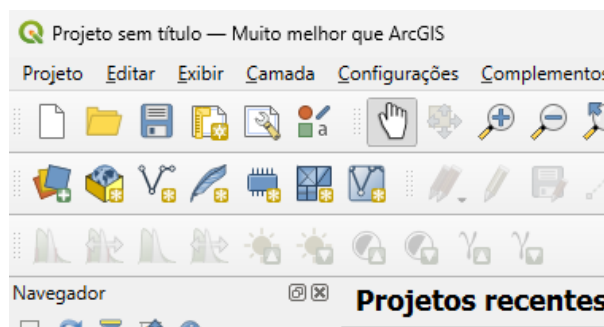 Projeto sem título — Muito melhor que ArcGIS
Projeto Editar Exibir Camada Configurações Complementos
a
Navegador
Projetos recentes